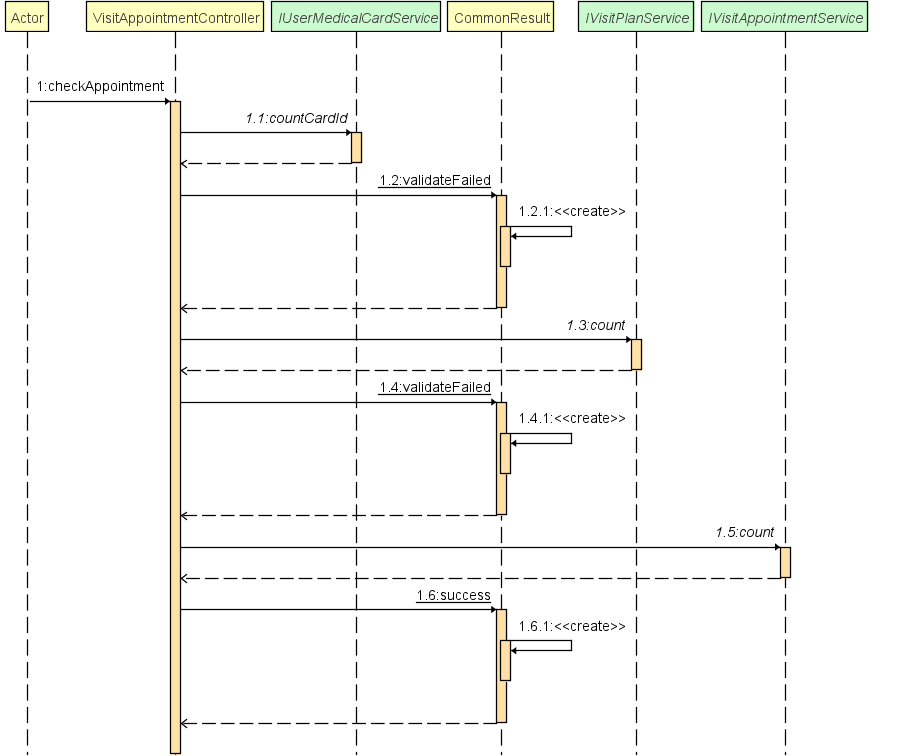 Actor
VisitAppointmentController
IUserMedicalCardService
CommonResult
IVisitPlanService
IVisitAppointmentService
1:checkAppointment
1.1:countCardId
1.2:validateFailed
1.2.1:<<create>>
1.3:count
1.4:validateFailed
1.4.1:<<create>>
1.5:count
1.6:success
1.6.1:<<create>>